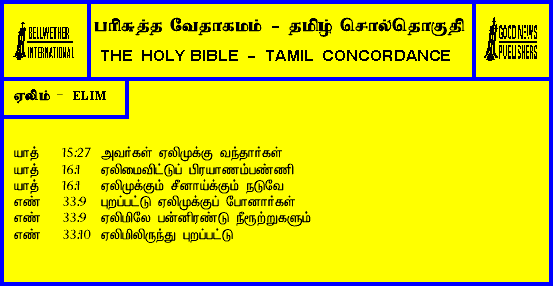 BELLWETHER
INTERNATIONAL
பரிசுத்த வேதாகமம் - தமிழ் சொல்தொகுதி
THE HOLY BIBLE - TAMIL CONCORDANCE
GOOD NEWS
PUBLISHERS
ஏலிம் - ELIM
யாத் 15:27 அவர்கள் ஏலிமுக்கு வந்தார்கள்
யாத் 16:1 ஏலிமைவிட்டுப் பிரயாணம்பண்ணி
யாத் 16:1 ஏலிமுக்கும் சீனாய்க்கும் நடுவே
எண் 33:9 புறப்பட்டு ஏலிமுக்குப் போனார்கள்
எண் 33:9 ஏலிமிலே பன்னிரண்டு நீரூற்றுகளும்
எண் 33:10 ஏலிமிலிருந்து புறப்பட்டு